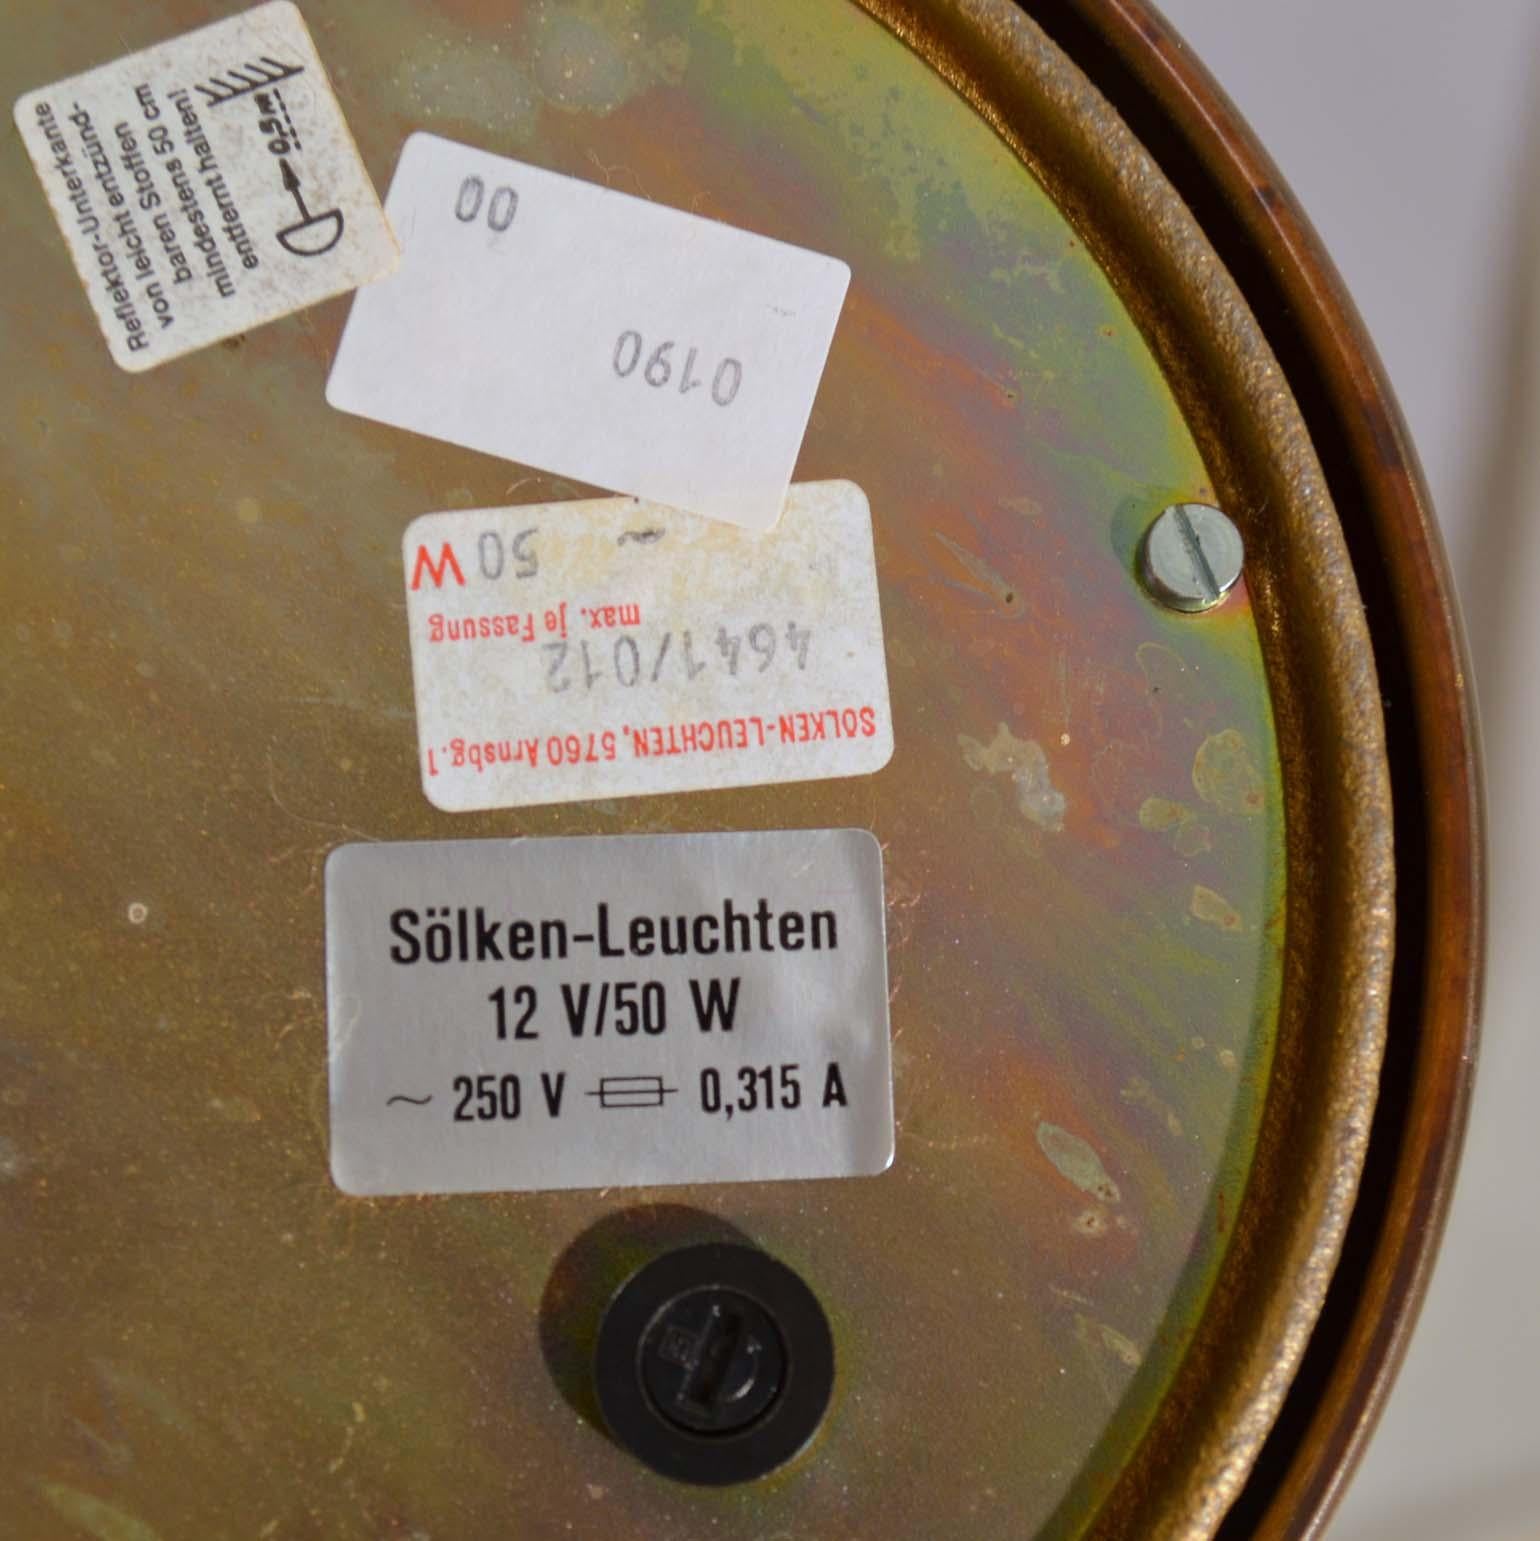 Reflektor-Unterkante
von leicht entzünd-
baren Stoffen
mindestens 50 cm
entfernt halten!
0,5 m
0190
00
SÖLKEN-LEUCHTEN, 5760 Arnsbg. 1
4641/012
max. je Fassung
~ 50 W
Sölken-Leuchten
12 V/50 W
~ 250 V 0,315 A